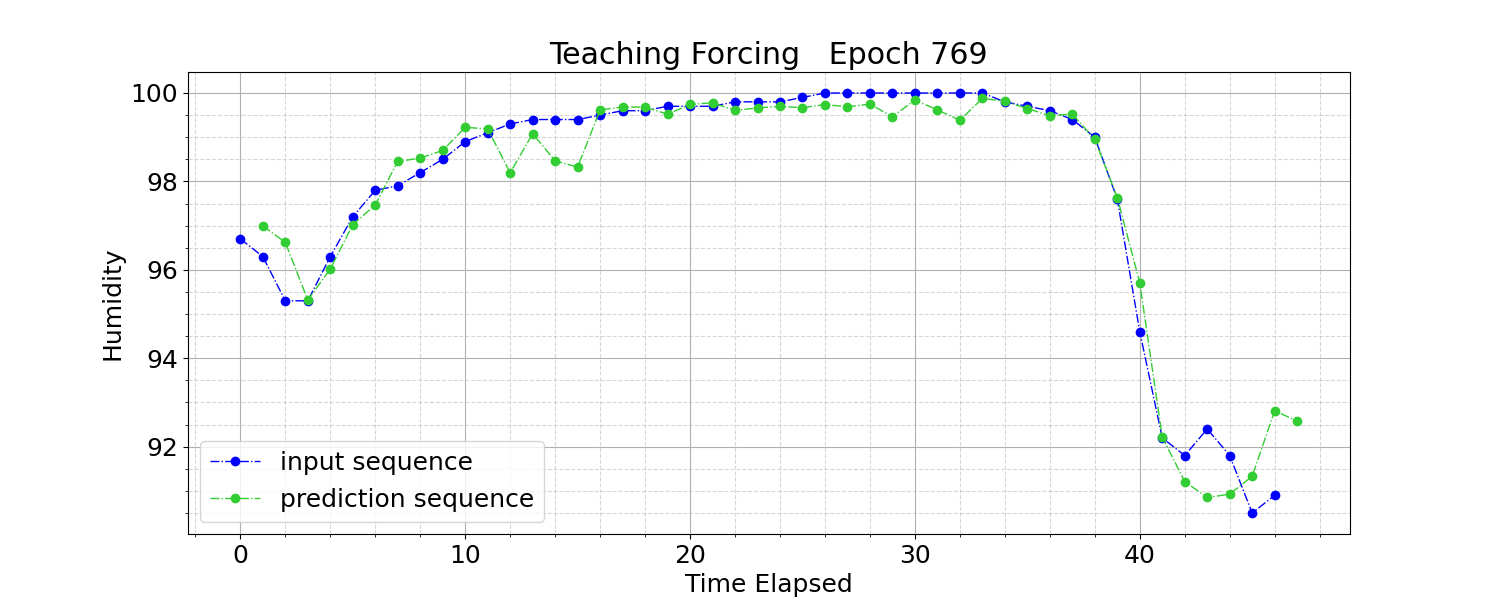 Teaching Forcing   Epoch 769
100
98
96
94
92
Humidity
input sequence
prediction sequence
0 10 20 30 40
Time Elapsed